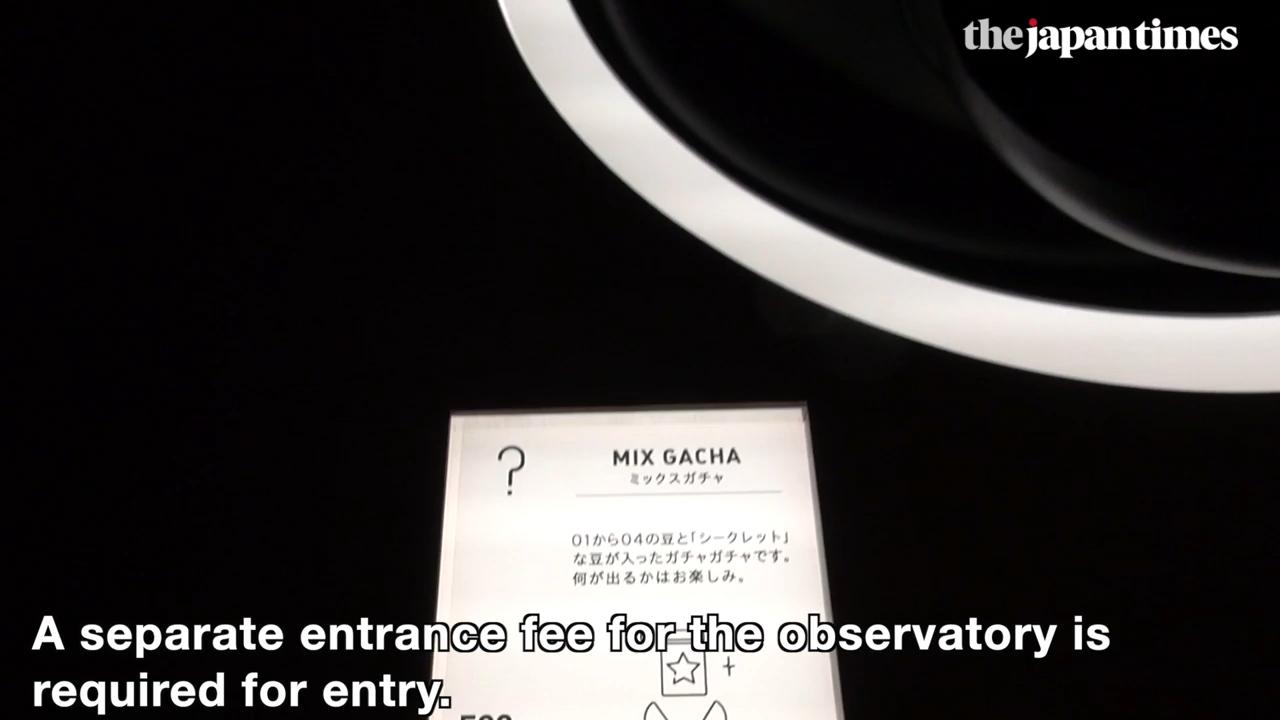 the japan times
?
MIX GACHA
ミックスガチャ
01から04の豆と「シークレット」
な豆が入ったガチャガチャです。
何が出るかはお楽しみ。
A separate entrance fee for the observatory is
required for entry.